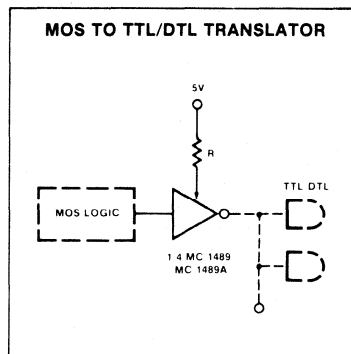 MOS TO TTL/DTL TRANSLATOR
5V
R
TTL DTL
MOS LOGIC
1 4 MC 1489
MC 1489A